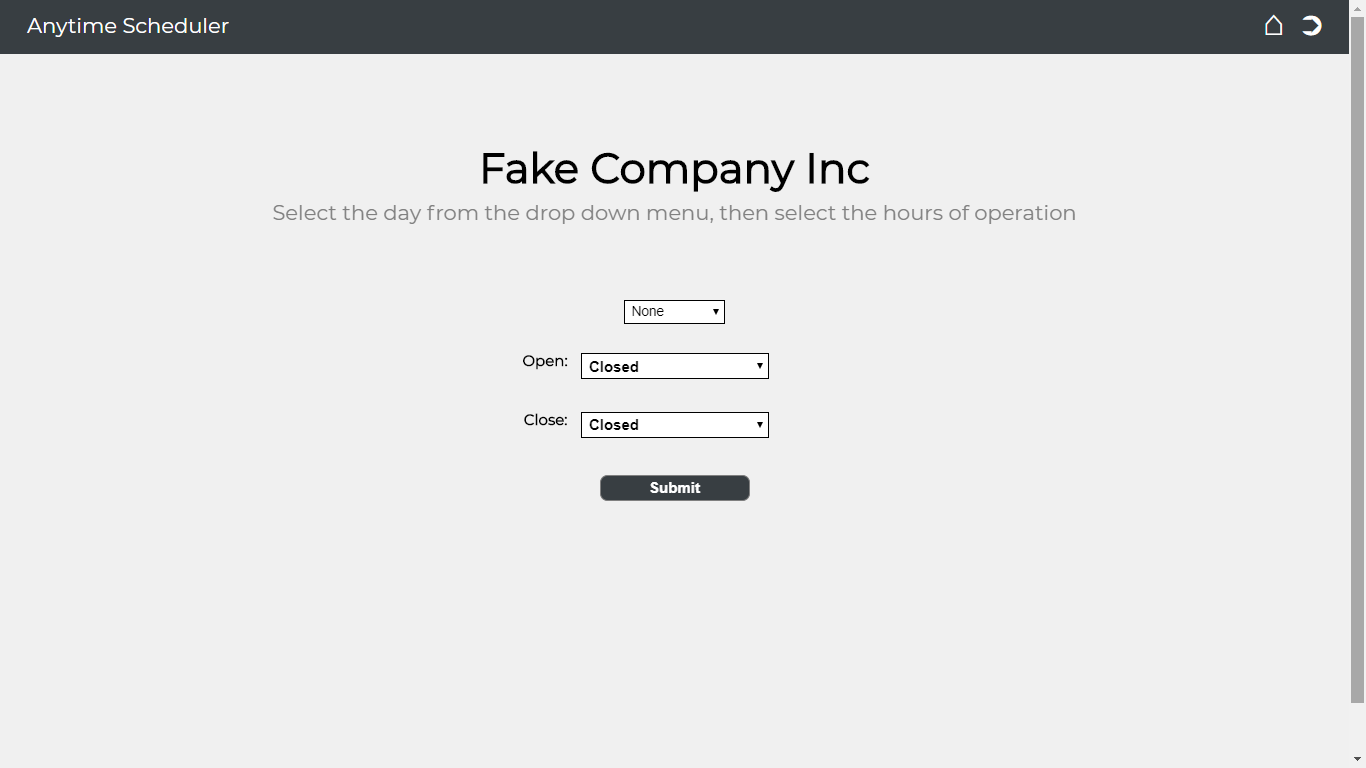 Anytime Scheduler
Fake Company Inc
Select the day from the drop down menu, then select the hours of operation
None
Open: Closed
Close: Closed
Submit